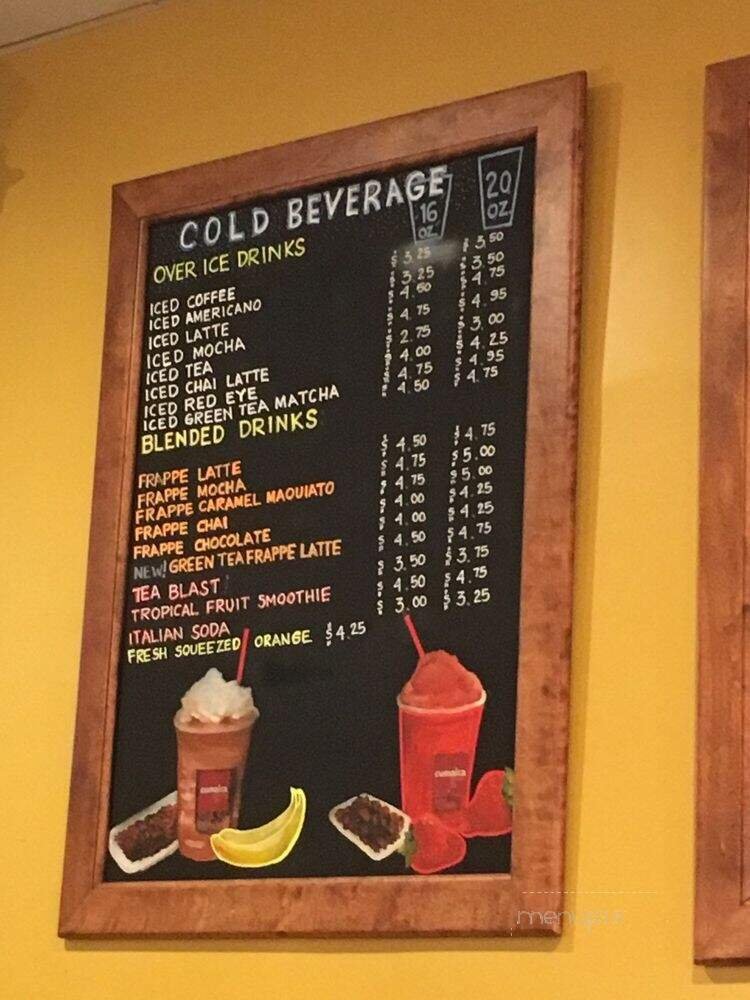 COLD BEVERAGE 16 OZ. 20 OZ.
OVER ICE DRINKS
ICED COFFEE $3.25 $3.50
ICED AMERICANO $3.25 $3.50
ICED LATTE $4.60 $4.75
ICED MOCHA $4.75 $4.95
ICED TEA $2.75 $3.00
ICED CHAI LATTE $4.00 $4.25
ICED RED EYE $4.75 $4.95
ICED GREEN TEA MATCHA $4.50 $4.75
BLENDED DRINKS
FRAPPE LATTE $4.50 $4.75
FRAPPE MOCHA $4.75 $5.00
FRAPPE CARAMEL MAQUIATO $4.75 $5.00
FRAPPE CHAI $4.00 $4.25
FRAPPE CHOCOLATE $4.00 $4.25
NEW! GREEN TEA FRAPPE LATTE $4.50 $4.75
TEA BLAST $3.50 $3.75
TROPICAL FRUIT SMOOTHIE $4.50 $4.75
ITALIAN SODA $3.00 $3.25
FRESH SQUEEZED ORANGE $4.25
cumaica
cumaica
menupix